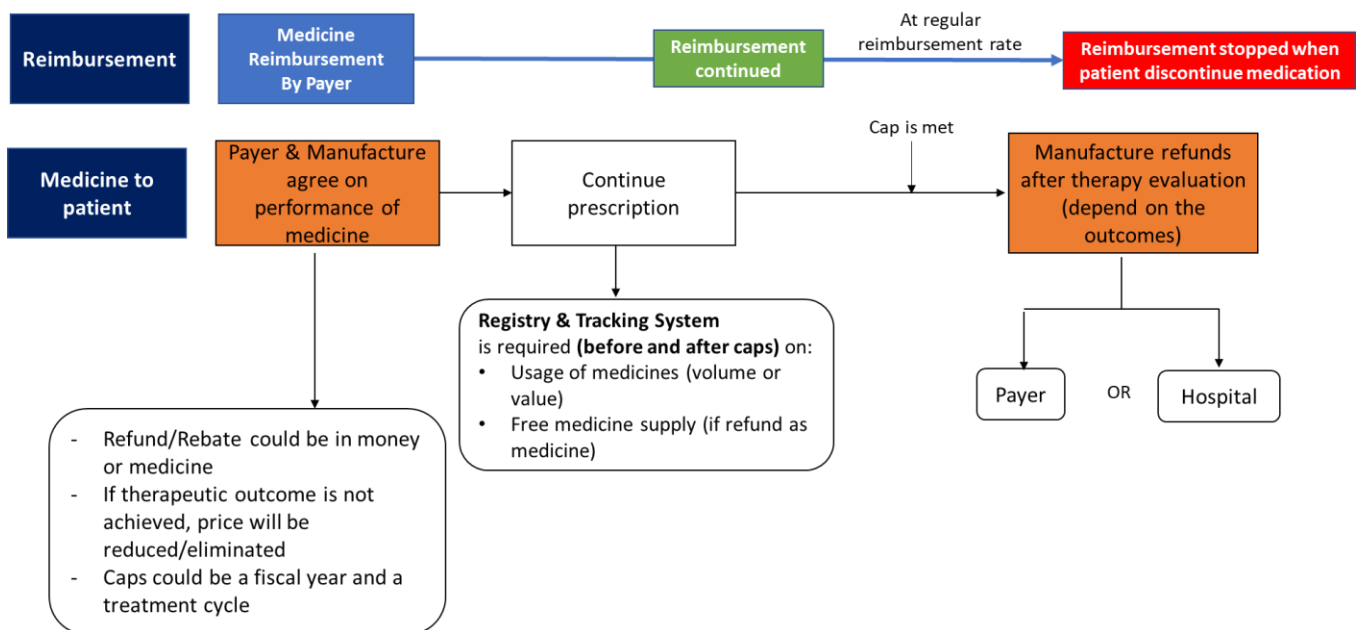 Reimbursement
Medicine
Reimbursement
By Payer
Reimbursement
continued
At regular
reimbursement rate
Reimbursement stopped when
patient discontinue medication
Medicine to
patient
Payer & Manufacture
agree on
performance of
medicine
Continue
prescription
Cap is met
Manufacture refunds
after therapy evaluation
(depend on the
outcomes)
Registry & Tracking System
is required (before and after caps) on:
• Usage of medicines (volume or
value)
• Free medicine supply (if refund as
medicine)
Payer
OR
Hospital
- Refund/Rebate could be in money
or medicine
- If therapeutic outcome is not
achieved, price will be
reduced/eliminated
- Caps could be a fiscal year and a
treatment cycle